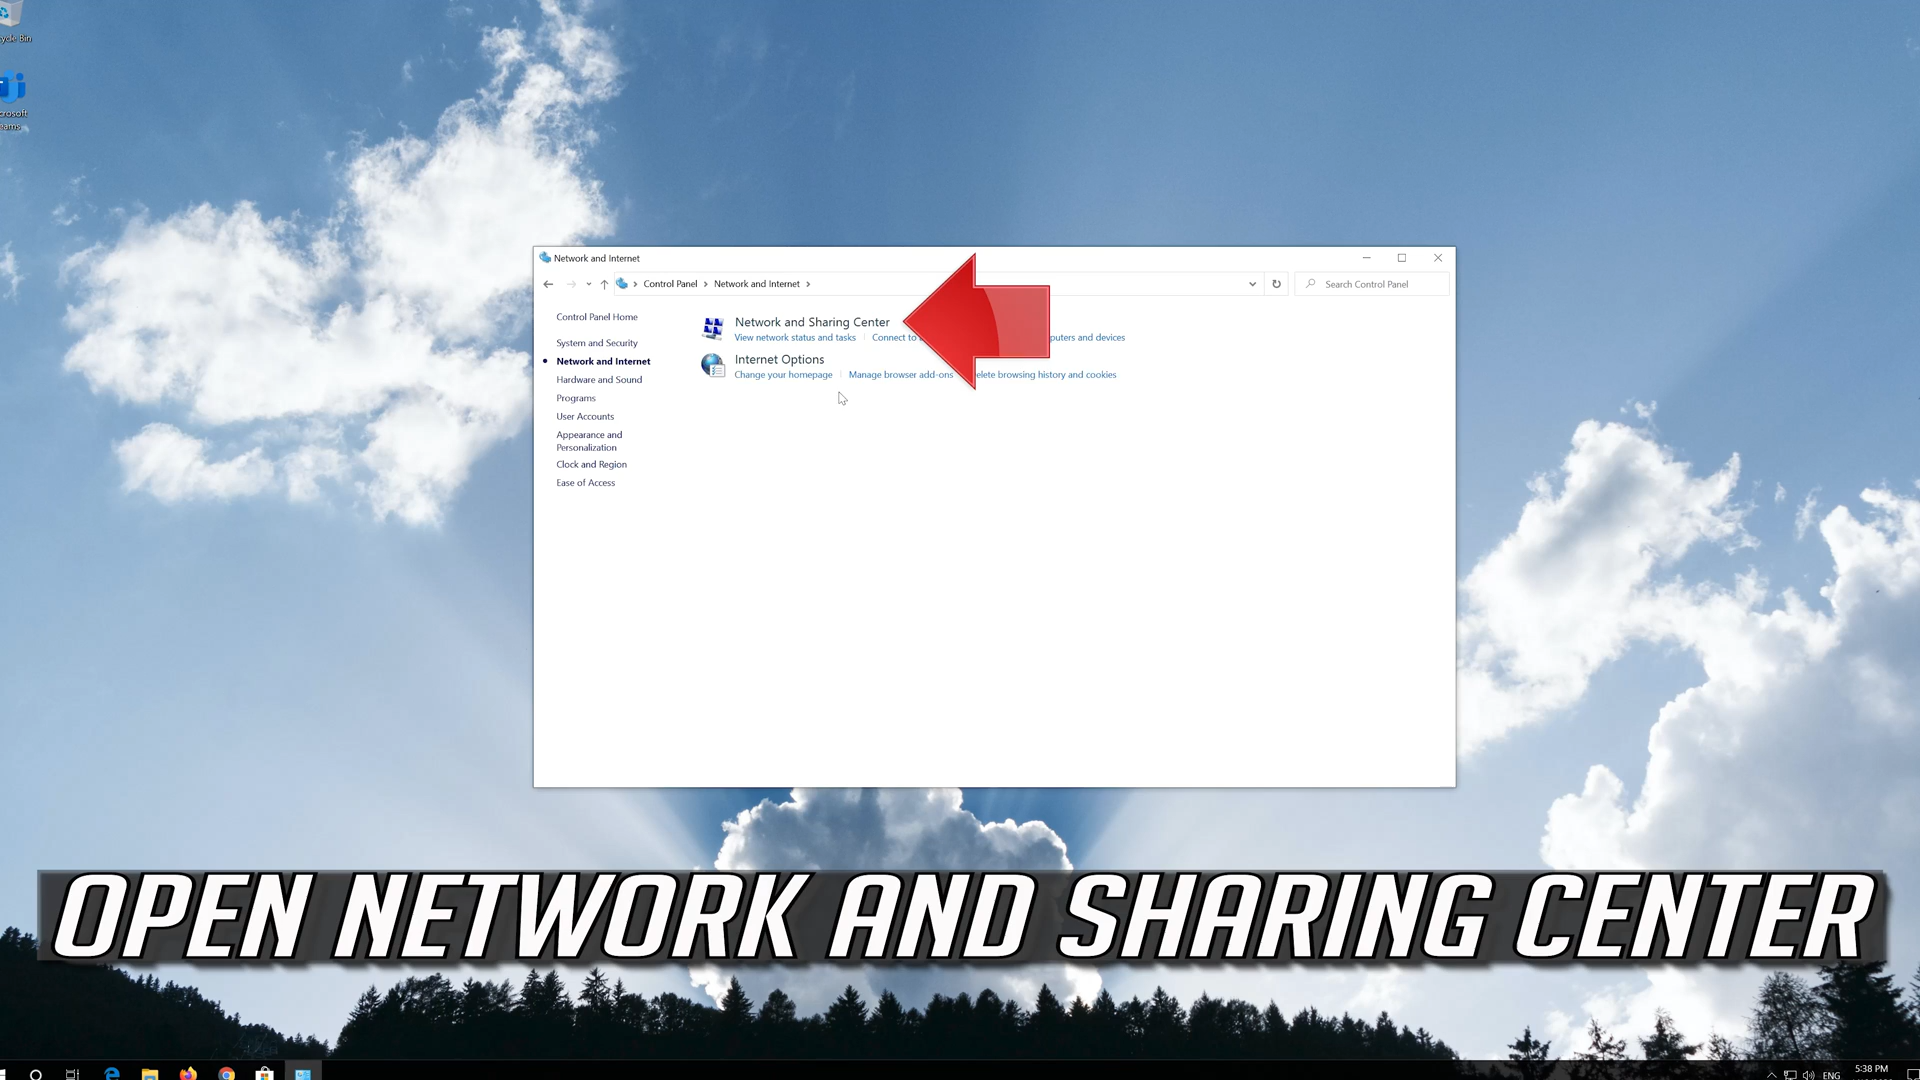 Network and Internet
Control Panel
Network and Internet
Search Control Panel
Control Panel Home
System and Security
Network and Internet
Hardware and Sound
Programs
User Accounts
Appearance and
Personalization
Clock and Region
Ease of Access
Network and Sharing Center
View network status and tasks
Connect to
and devices
Internet Options
Change your homepage
Manage browser add-ons
browsing history and cookies
OPEN NETWORK AND SHARING CENTER
ENG
5:38 PM